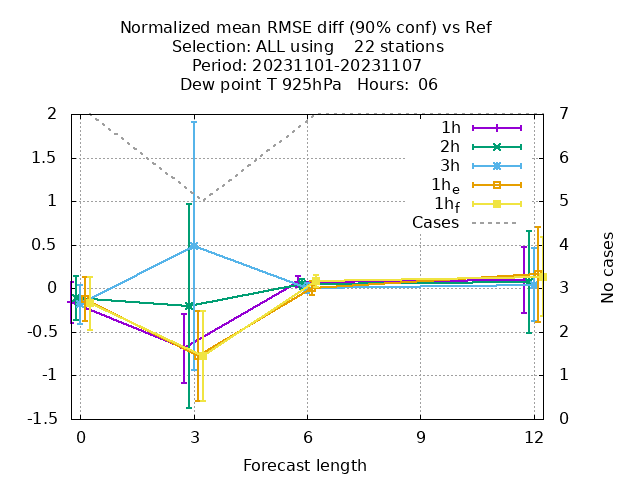 Normalized mean RMSE diff (90% conf) vs Ref
Selection: ALL using    22 stations
Period: 20231101-20231107
Dew point T 925hPa   Hours:  06
2
1.5
1
0.5
0
-0.5
-1
-1.5
7
6
5
4
3
2
1
0
1h
2h
3h
1he
1hf
Cases
No cases
0
3
6
9
12
Forecast length